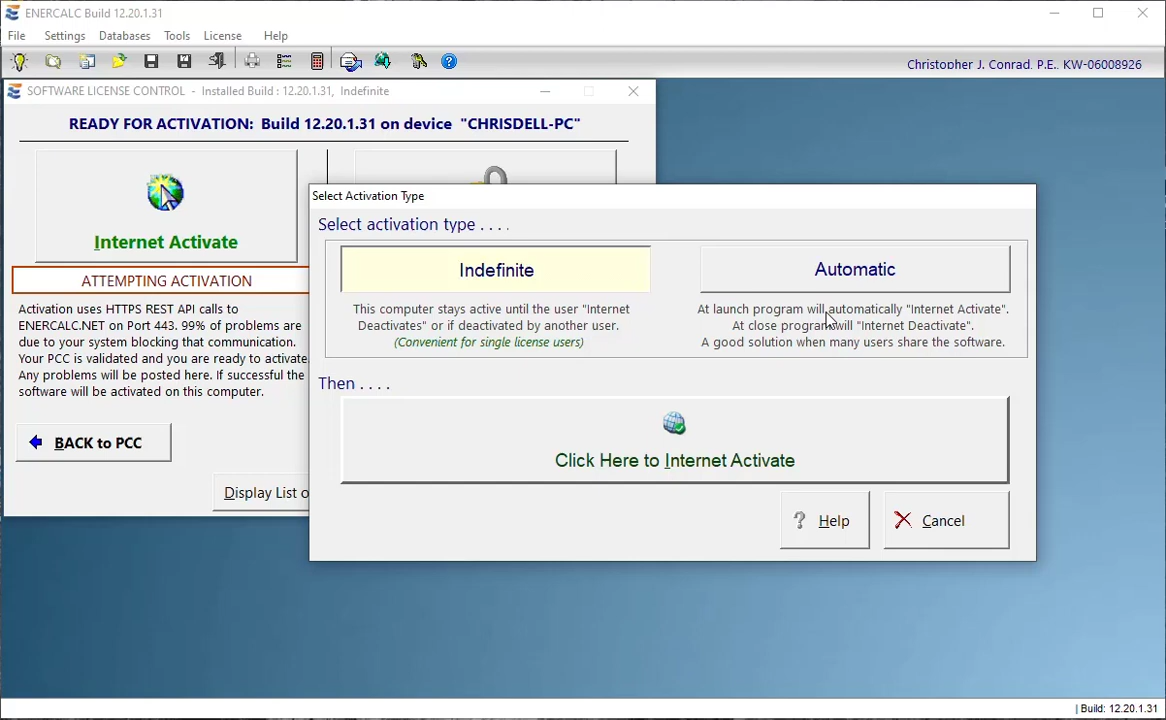 ENERCALC Build 12.20.1.31
File Settings Databases Tools License Help
Christopher J. Conrad, P.E., KW-06008926
SOFTWARE LICENSE CONTROL - Installed Build : 12.20.1.31, Indefinite
READY FOR ACTIVATION: Build 12.20.1.31 on device "CHRISDELL-PC"
Internet Activate
ATTEMPTING ACTIVATION
Activation uses HTTPS REST API calls to
ENERCALC.NET on Port 443. 99% of problems are
due to your system blocking that communication.
Your PCC is validated and you are ready to activate.
Any problems will be posted here. If successful the
software will be activated on this computer.
BACK to PCC
Display List o
Select Activation Type
Select activation type . . . .
Indefinite
This computer stays active until the user "Internet
Deactivates" or if deactivated by another user.
(Convenient for single license users)
Automatic
At launch program will automatically "Internet Activate".
At close program will "Internet Deactivate".
A good solution when many users share the software.
Then . . . .
Click Here to Internet Activate
Help
Cancel
Build: 12.20.1.31